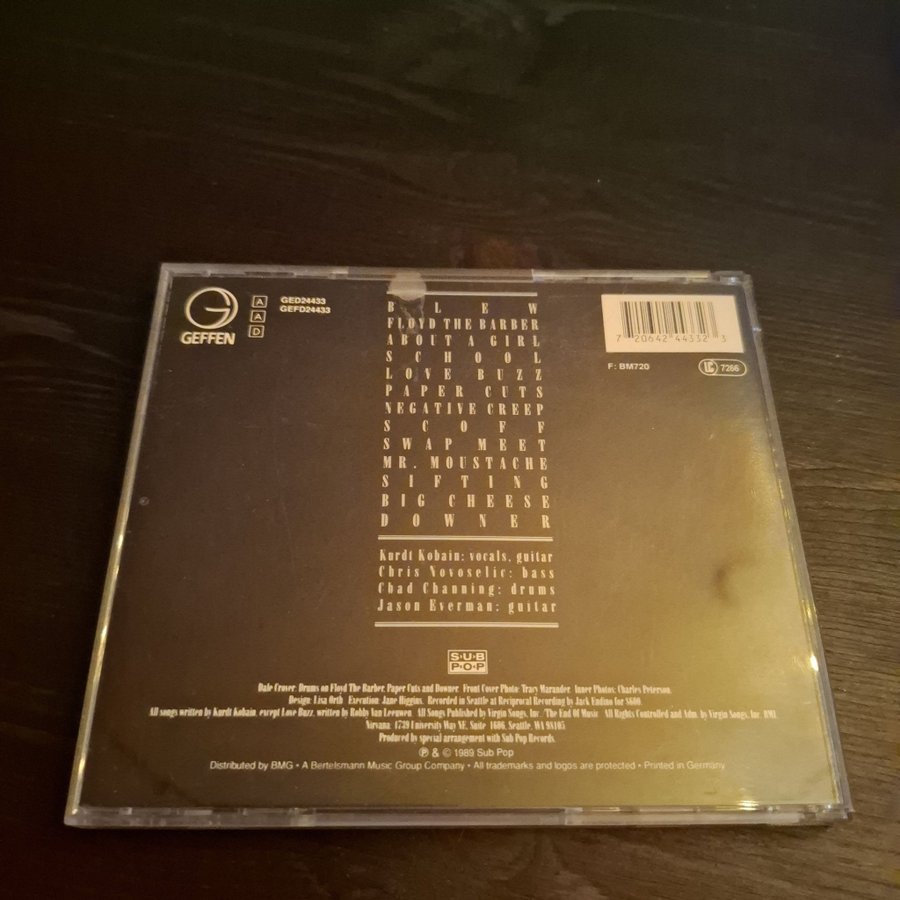 GEFFEN
A
A
D
GED24433
GEFD24433
7 20642 44332 3
F: BM720
LC 7266
BLEW
FLOYD THE BARBER
ABOUT A GIRL
SCHOOL
LOVE BUZZ
PAPER CUTS
NEGATIVE CREEP
SCOFF
SWAP MEET
MR. MOUSTACHE
SIFTING
BIG CHEESE
DOWNER
Kurdt Kobain: vocals, guitar
Chris Novoselic: bass
Chad Channing: drums
Jason Everman: guitar
SUB
POP
Dale Crover: Drums on Floyd The Barber, Paper Cuts and Downer. Front Cover Photo: Tracy Marander. Inner Photos: Charles Peterson.
Design: Lisa Orth Execution: Jane Higgins. Recorded in Seattle at Reciprocal Recording by Jack Endino for $600.
All songs written by Kurdt Kobain, except Love Buzz, written by Robby Van Leeuwen. All Songs Published by Virgin Songs, Inc./The End Of Music All Rights Controlled and Adm. by Virgin Songs, Inc. BMI.
Nirvana: 4739 University Way NE, Suite 1606, Seattle, WA 98105
Produced by special arrangement with Sub Pop Records.
℗ & © 1989 Sub Pop
Distributed by BMG • A Bertelsmann Music Group Company • All trademarks and logos are protected • Printed in Germany